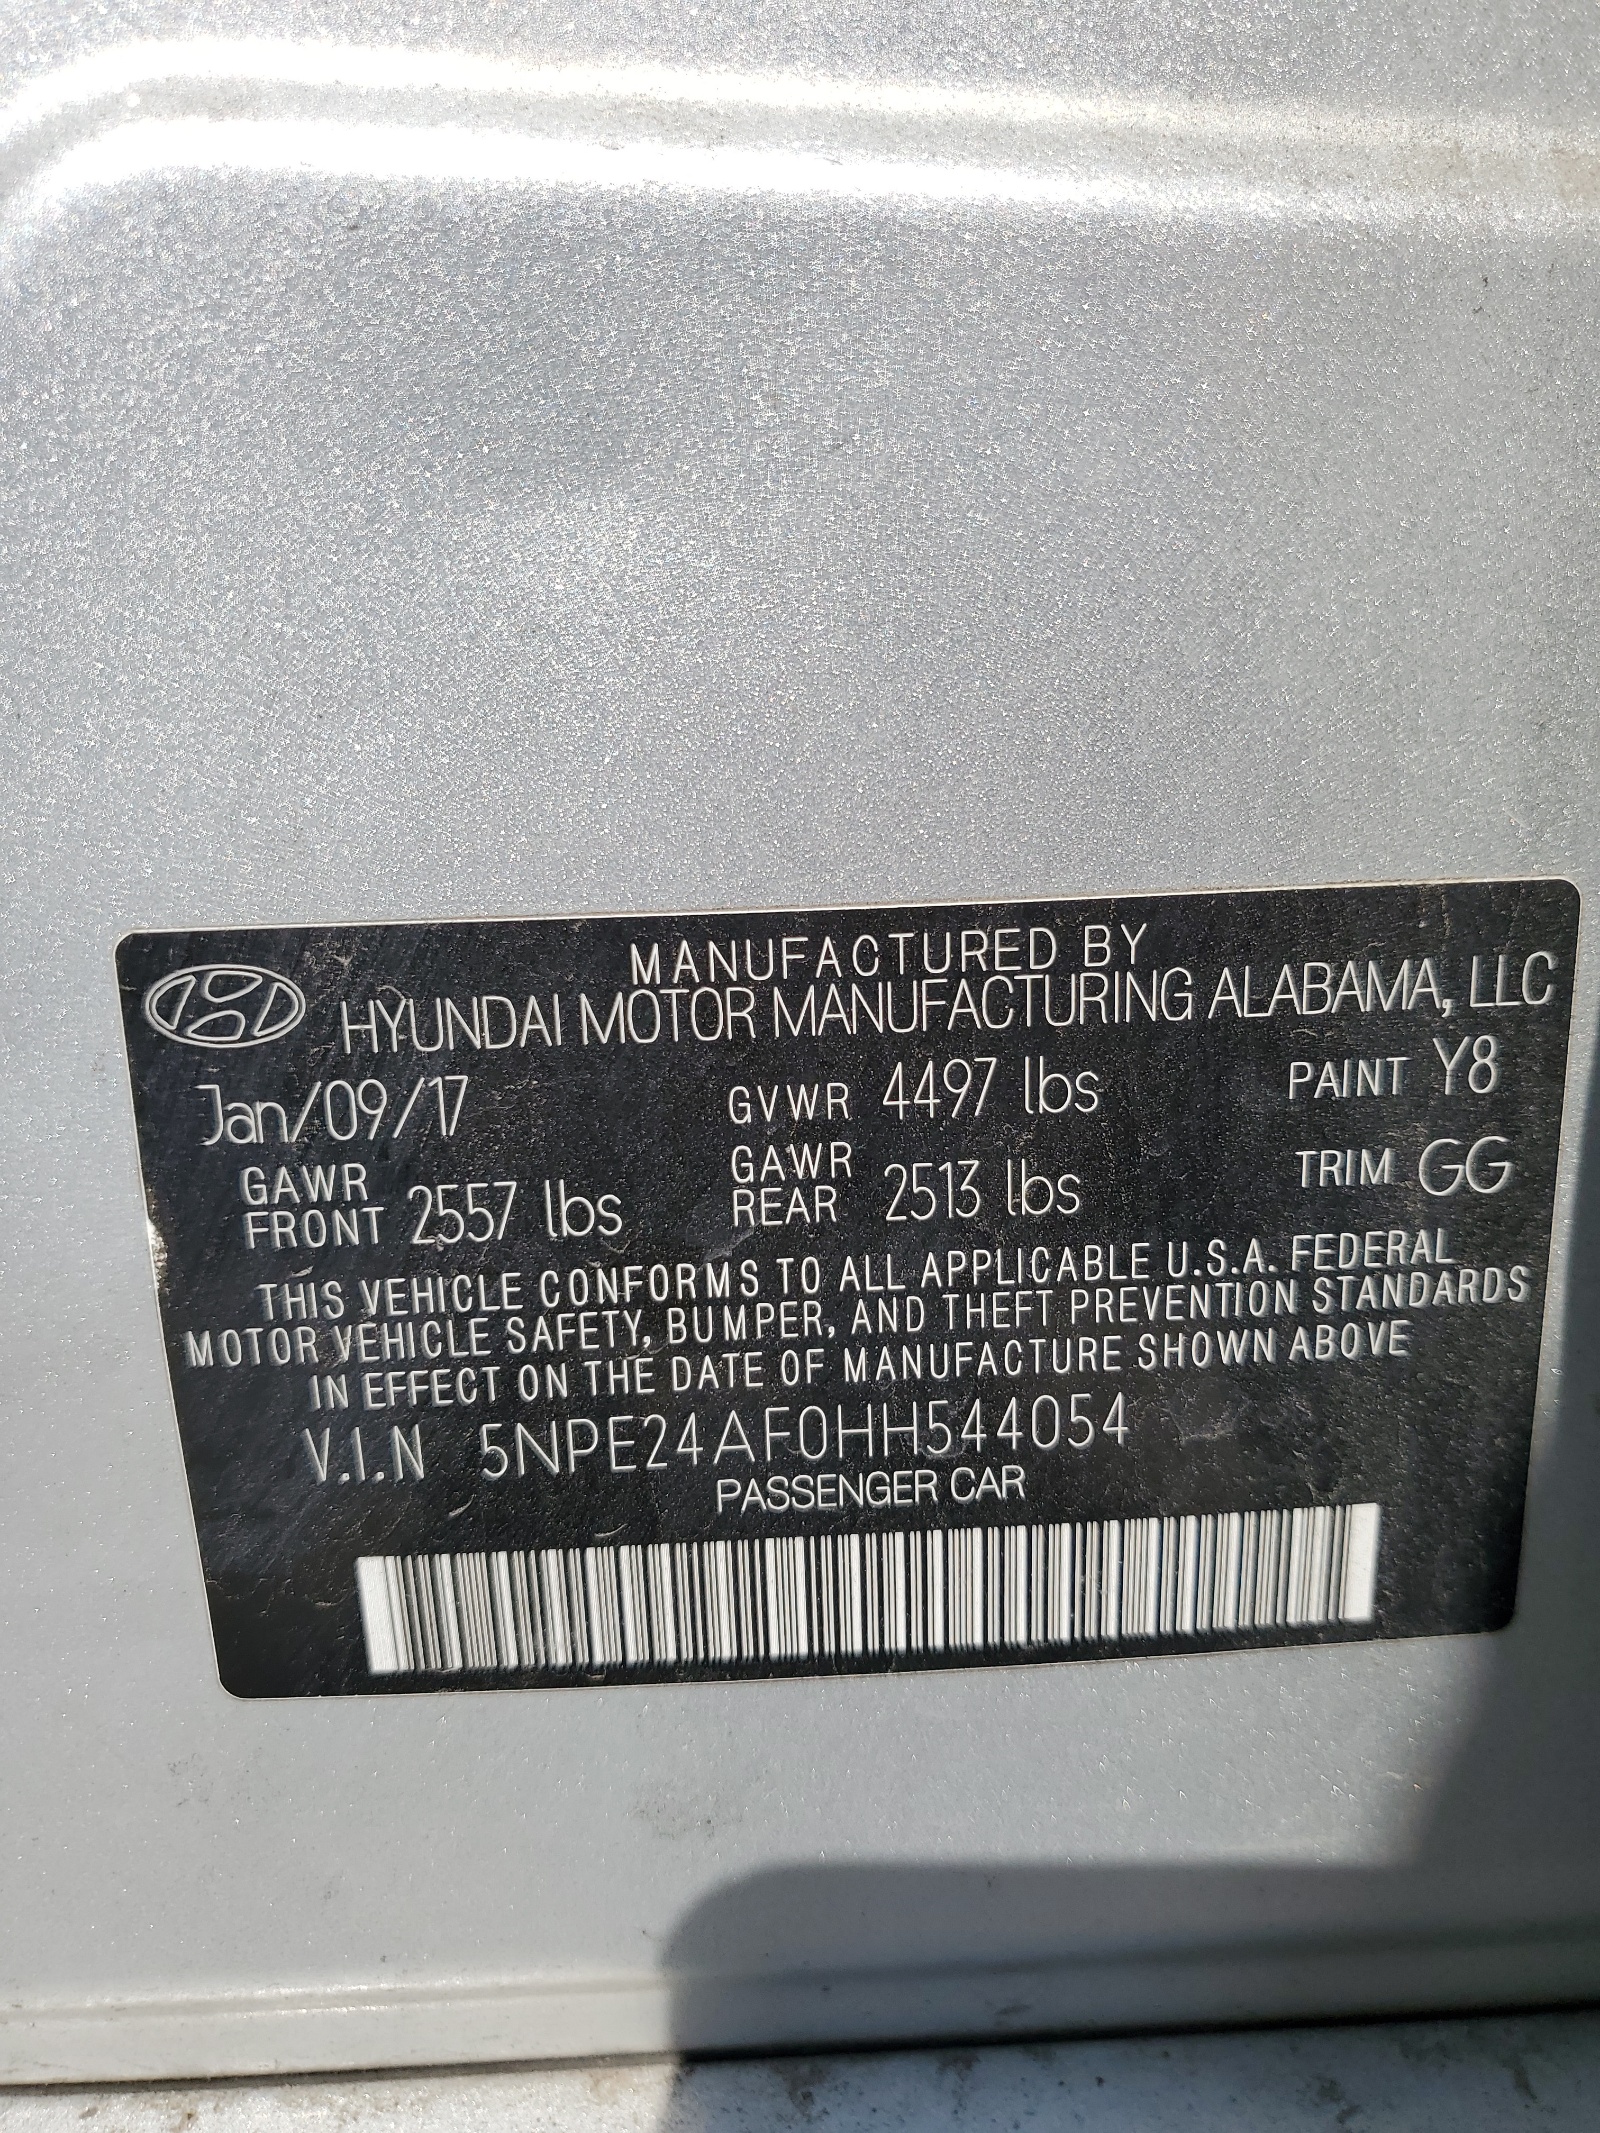 MANUFACTURED BY
HYUNDAI MOTOR MANUFACTURING ALABAMA, LLC
Jan/09/17 GVWR 4497 lbs PAINT Y8
GAWR FRONT 2557 lbs GAWR REAR 2513 lbs TRIM GG
THIS VEHICLE CONFORMS TO ALL APPLICABLE U.S.A. FEDERAL
MOTOR VEHICLE SAFETY, BUMPER, AND THEFT PREVENTION STANDARDS
IN EFFECT ON THE DATE OF MANUFACTURE SHOWN ABOVE
V.I.N 5NPE24AF0HH544054
PASSENGER CAR